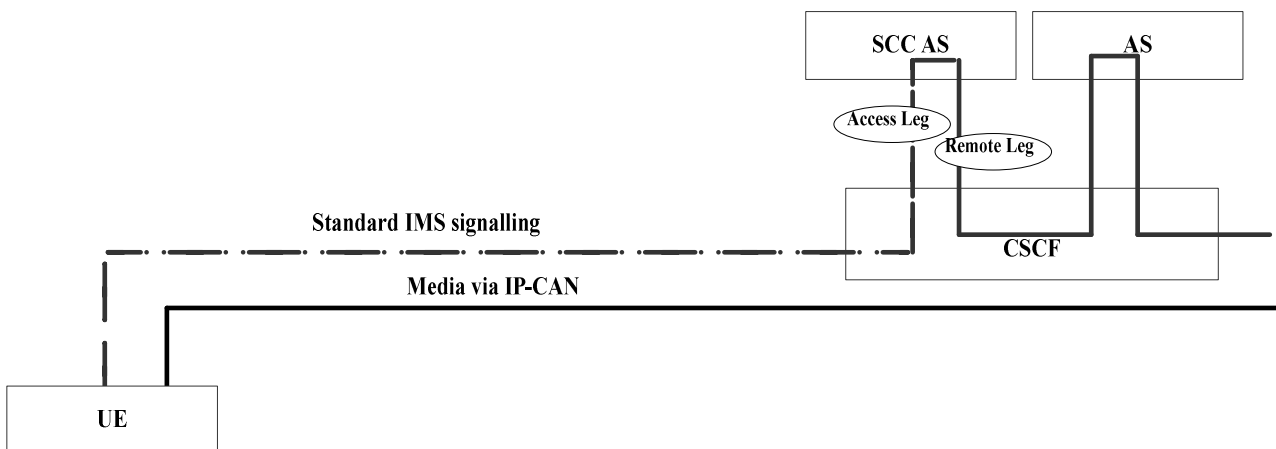 SCC AS
AS
Access Leg
Remote Leg
Standard IMS signalling
CSCF
Media via IP-CAN
UE